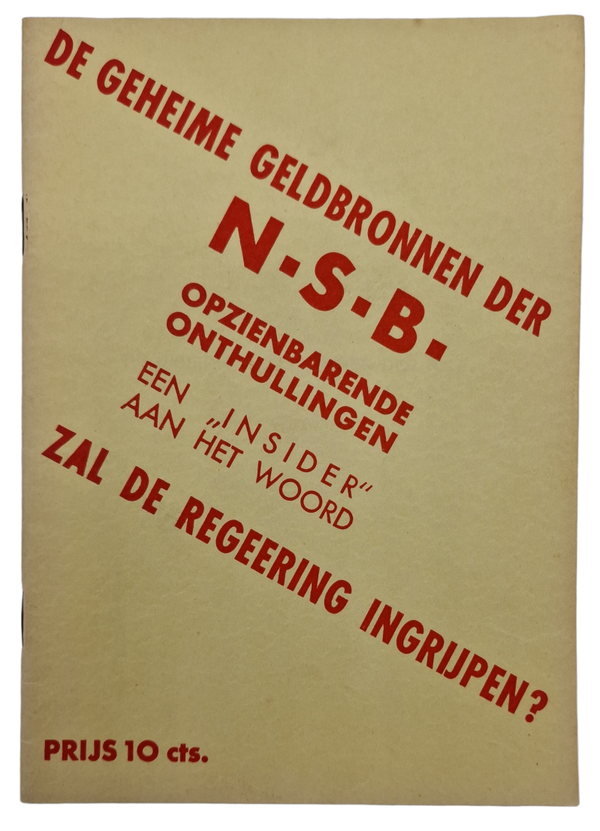 DE GEHEIME GELDBRONNEN DER
N.S.B.
OPZIENBARENDE
ONTHULLINGEN
EEN „INSIDER”
AAN HET WOORD
ZAL DE REGEERING INGRIJPEN?
PRIJS 10 cts.